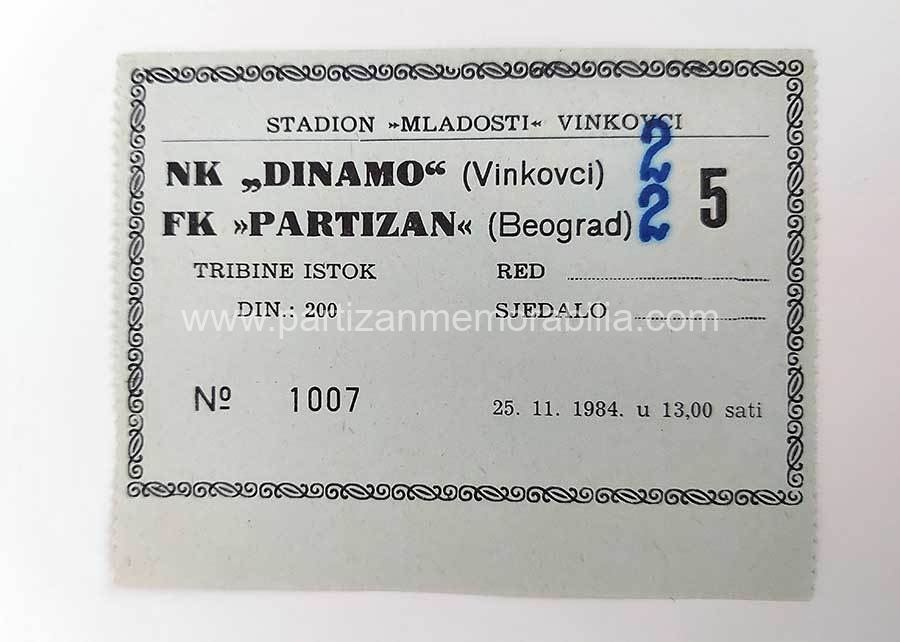 STADION »MLADOSTI« VINKOVCI
NK „DINAMO“ (Vinkovci) 2
FK »PARTIZAN« (Beograd) 2 5
TRIBINE ISTOK RED
DIN.: 200 SJEDALO
www.partizanmemorabilia.com
№ 1007 25. 11. 1984. u 13,00 sati